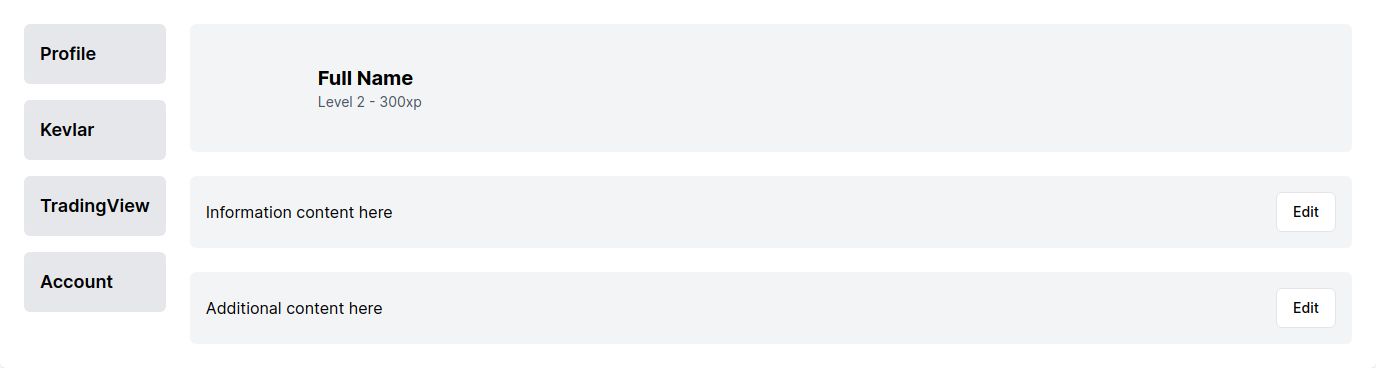 Profile
Kevlar
TradingView
Account
Full Name
Level 2 - 300xp
Information content here
Edit
Additional content here
Edit